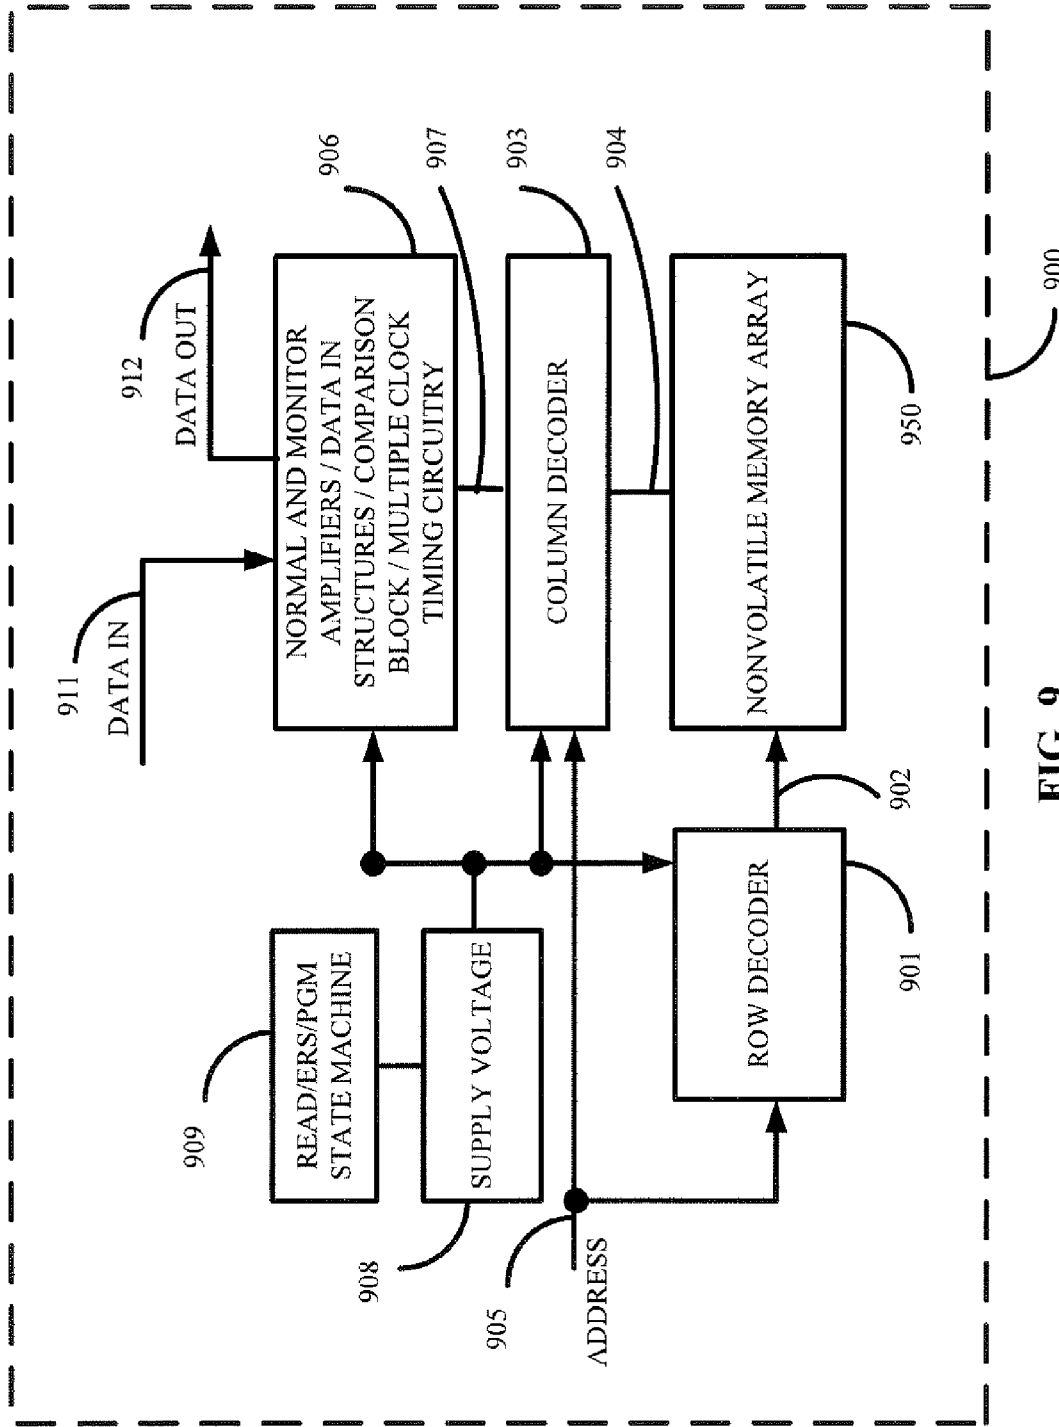 911
DATA IN
912
DATA OUT
909
READ/ERS/PGM
STATE MACHINE
NORMAL AND MONITOR
AMPLIFIERS / DATA IN
STRUCTURES / COMPARISON
BLOCK / MULTIPLE CLOCK
TIMING CIRCUITRY
906
907
908
SUPPLY VOLTAGE
COLUMN DECODER
903
905
ADDRESS
904
ROW DECODER
NONVOLATILE MEMORY ARRAY
901
902
950
900
FIG. 9